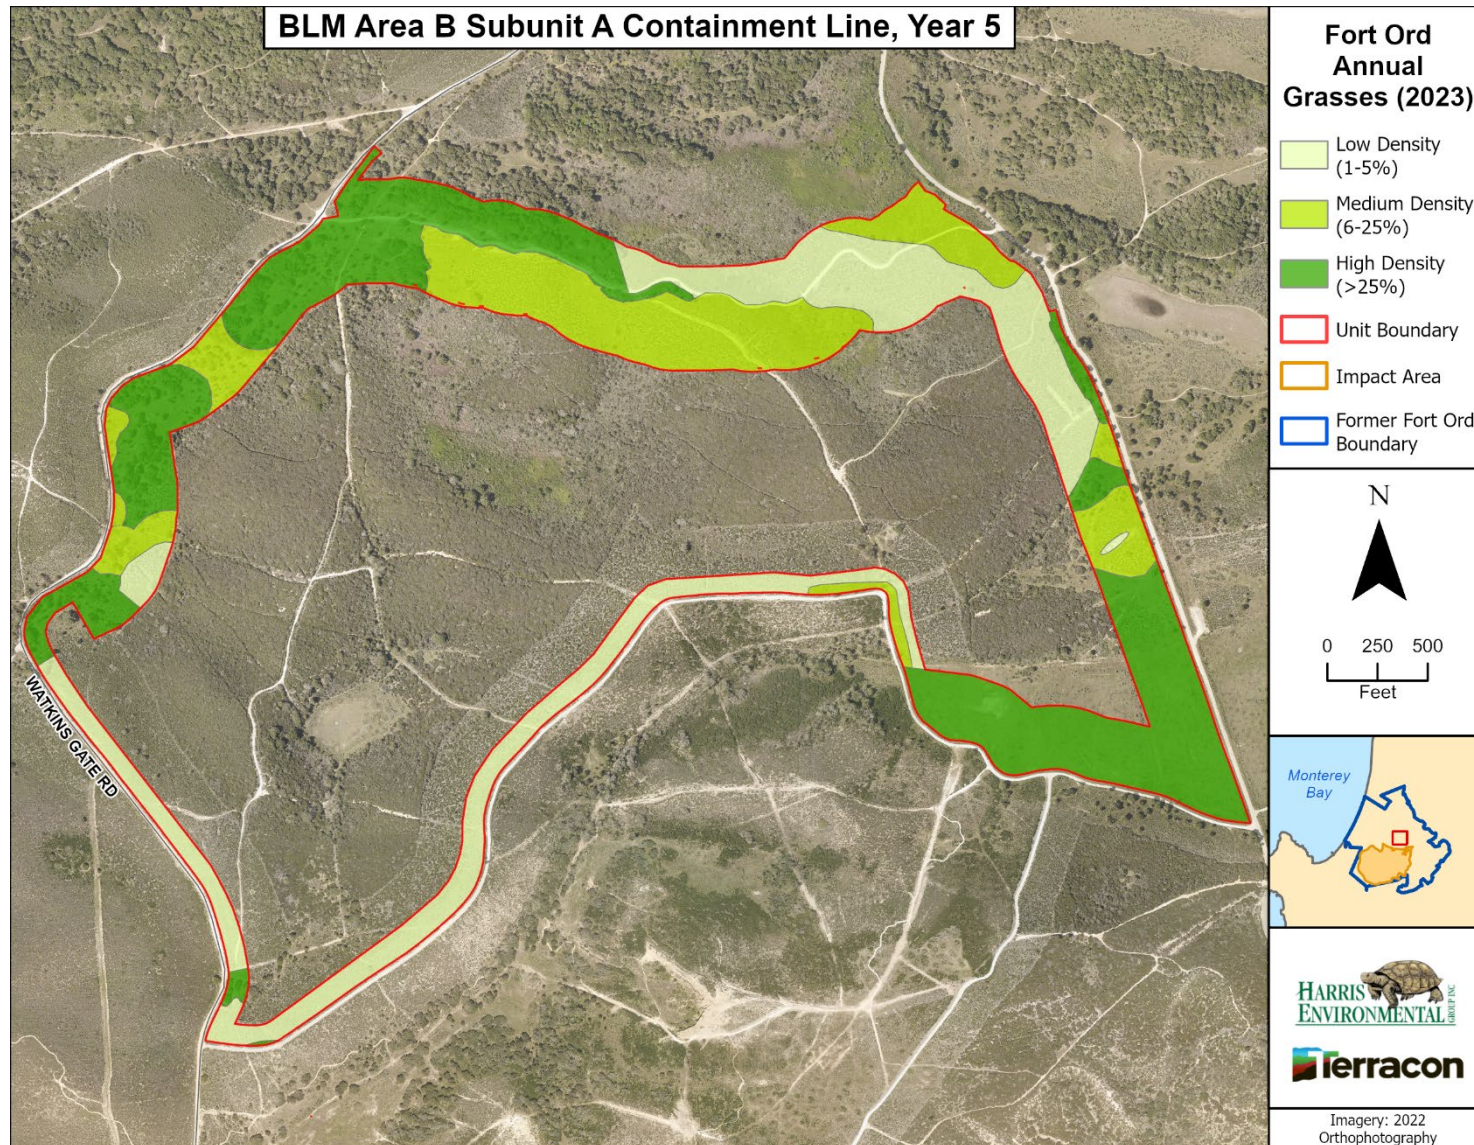 BLM Area B Subunit A Containment Line, Year 5
WATKINS GATE RD
Fort Ord
Annual
Grasses (2023)
Low Density
(1-5%)
Medium Density
(6-25%)
High Density
(>25%)
Unit Boundary
Impact Area
Former Fort Ord
Boundary
N
0 250 500
Feet
Monterey
Bay
HARRIS
ENVIRONMENTAL
GROUP INC
Terracon
Imagery: 2022
Orthophotography